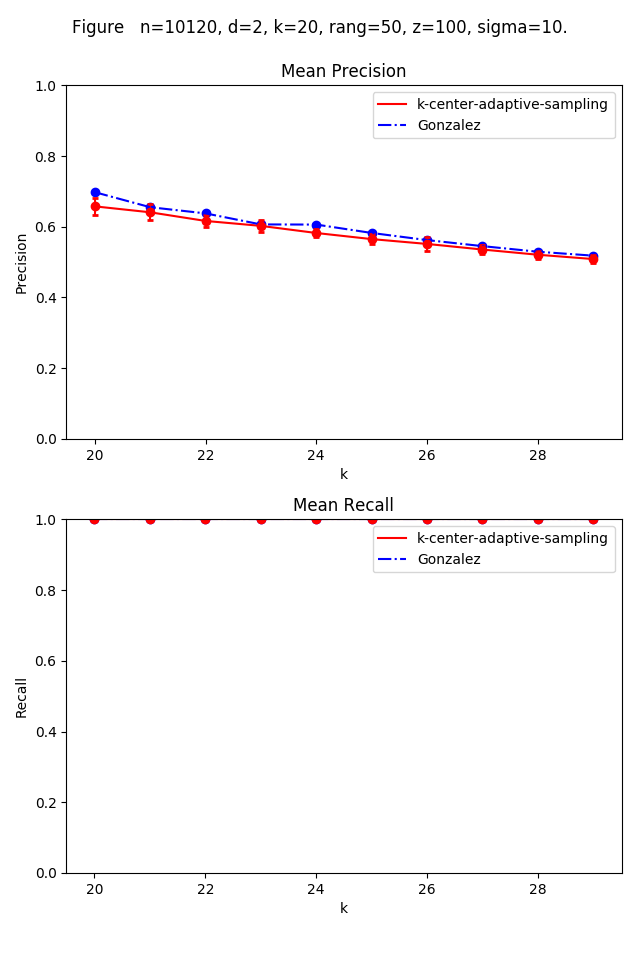 Figure   n=10120, d=2, k=20, rang=50, z=100, sigma=10.
Mean Precision
1.0
0.8
0.6
0.4
0.2
0.0
Precision
k-center-adaptive-sampling
Gonzalez
20 22 24 26 28
k
Mean Recall
1.0
0.8
0.6
0.4
0.2
0.0
Recall
k-center-adaptive-sampling
Gonzalez
20 22 24 26 28
k